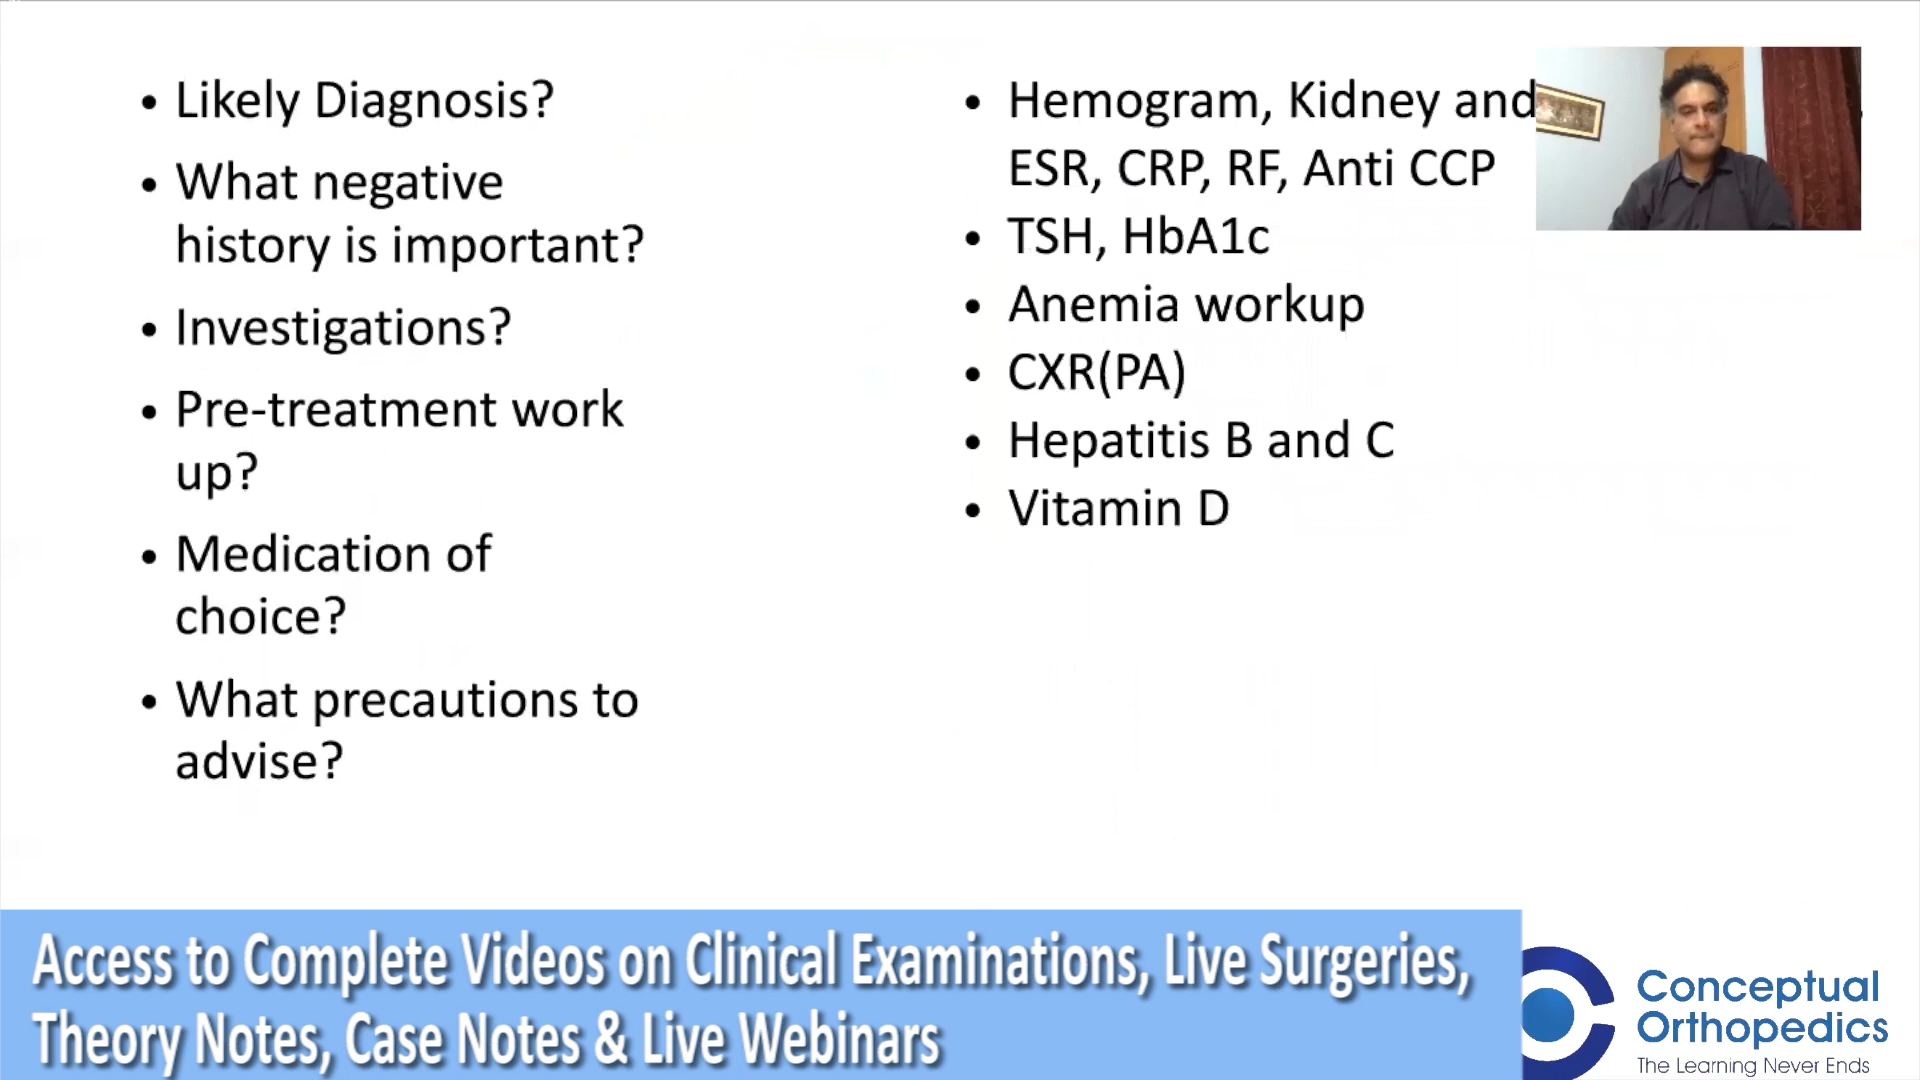 • Likely Diagnosis?
• What negative
history is important?
• Investigations?
• Pre-treatment work
up?
• Medication of
choice?
• What precautions to
advise?
• Hemogram, Kidney and
ESR, CRP, RF, Anti CCP
• TSH, HbA1c
• Anemia workup
• CXR(PA)
• Hepatitis B and C
• Vitamin D
Access to Complete Videos on Clinical Examinations, Live Surgeries,
Theory Notes, Case Notes & Live Webinars
Conceptual
Orthopedics
The Learning Never Ends